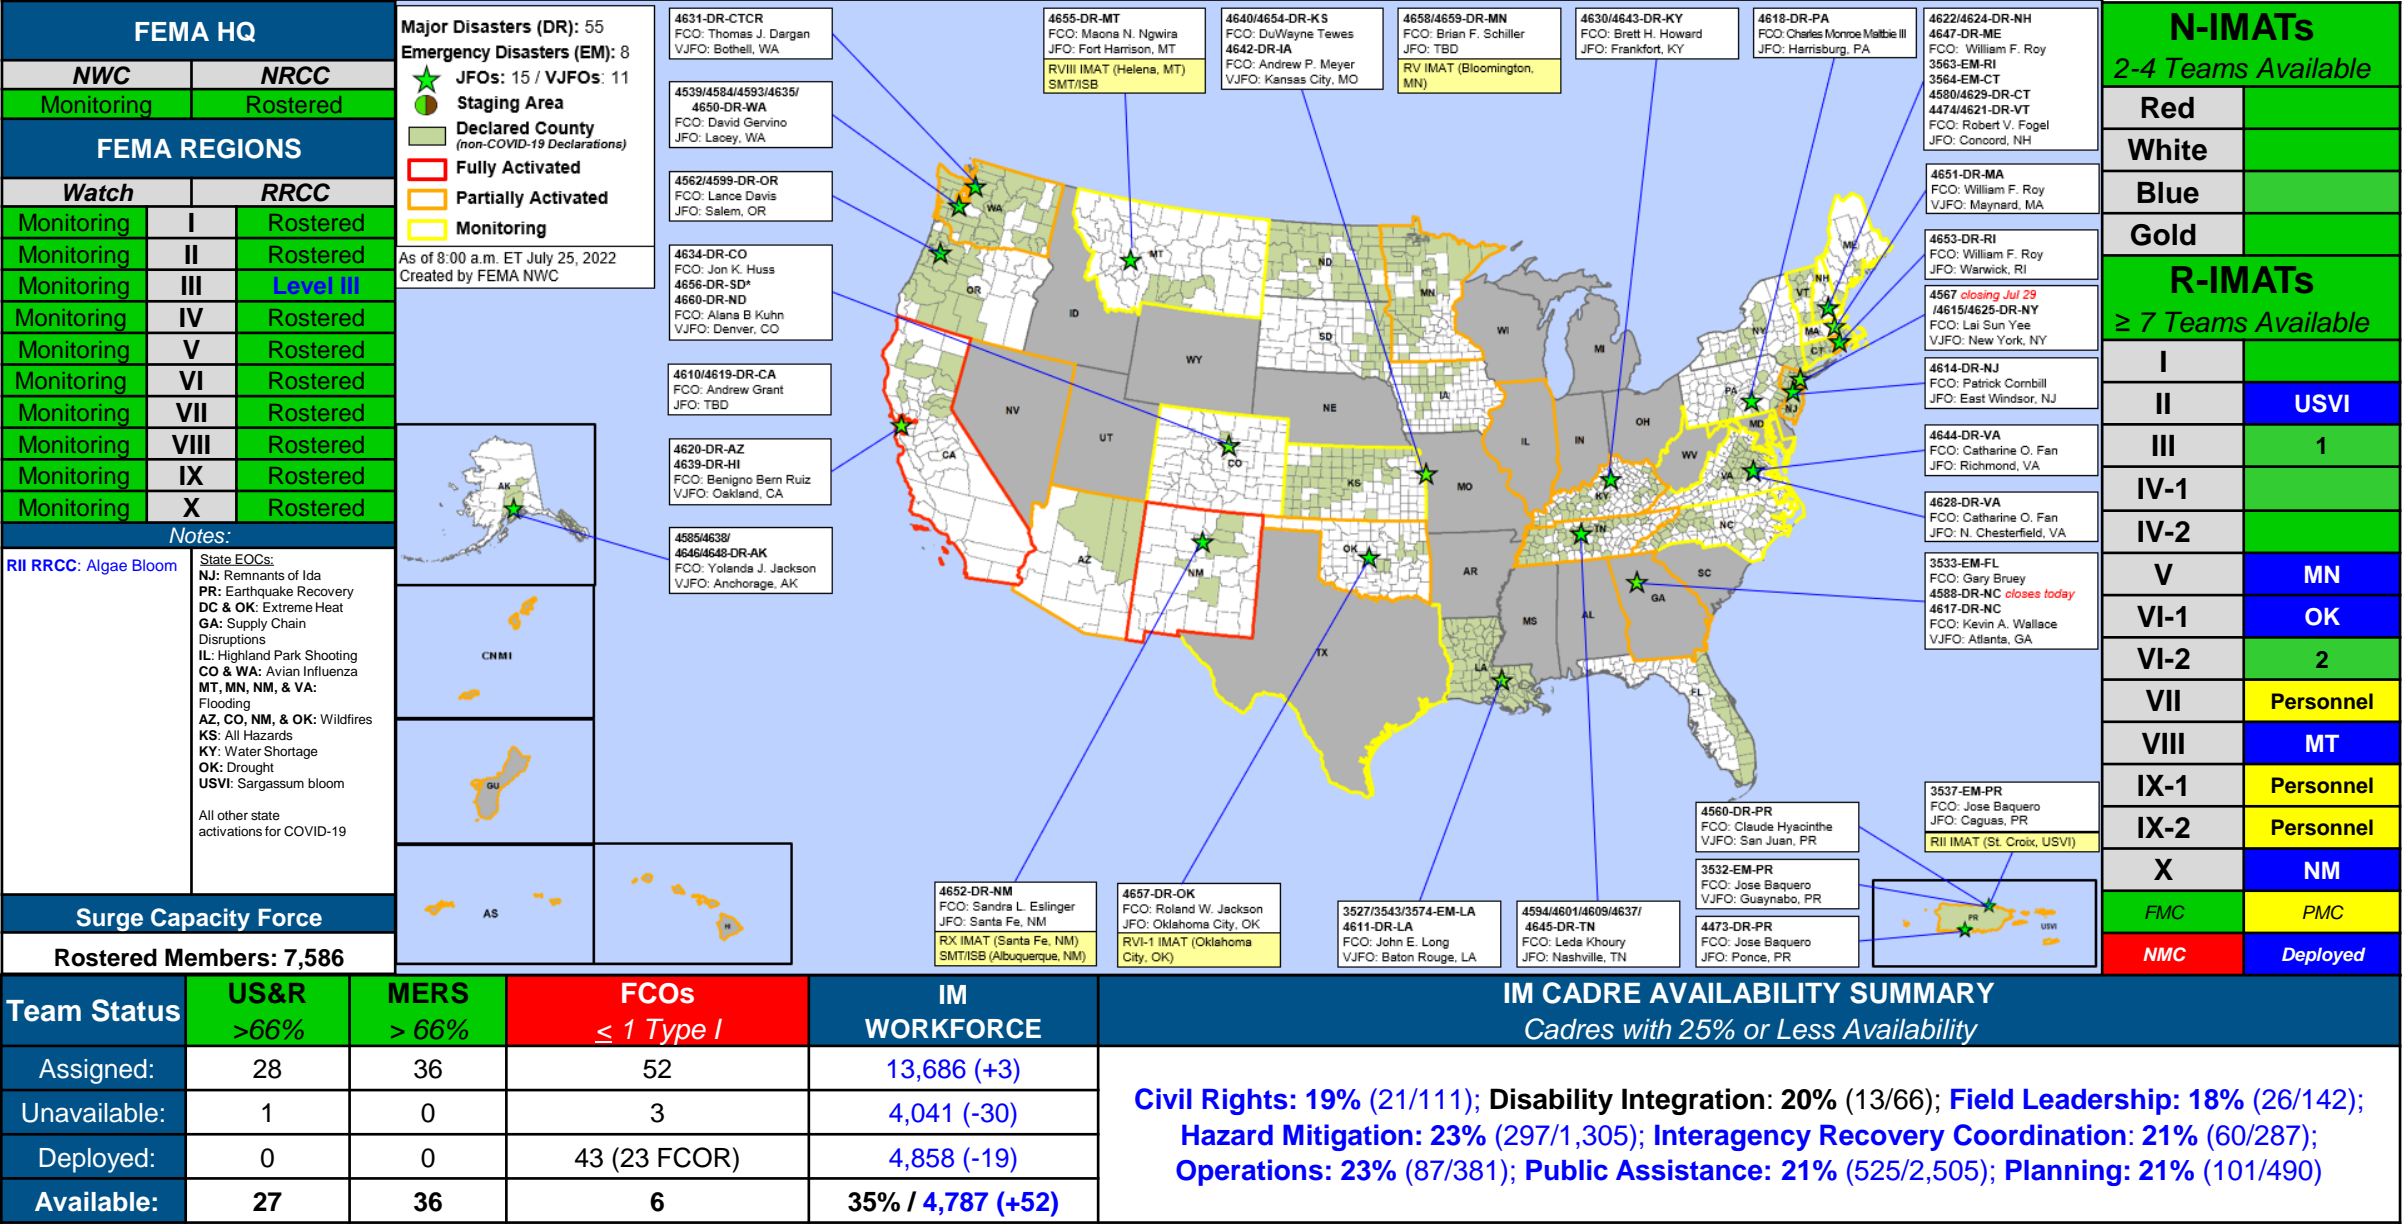 FEMA HQ
NWC NRCC
Monitoring Rostered
FEMA REGIONS
Watch RRCC
Monitoring I Rostered
Monitoring II Rostered
Monitoring III Level III
Monitoring IV Rostered
Monitoring V Rostered
Monitoring VI Rostered
Monitoring VII Rostered
Monitoring VIII Rostered
Monitoring IX Rostered
Monitoring X Rostered
Notes:
RII RRCC: Algae Bloom
State EOCs:
NJ: Remnants of Ida
PR: Earthquake Recovery
DC & OK: Extreme Heat
GA: Supply Chain
Disruptions
IL: Highland Park Shooting
CO & WA: Avian Influenza
MT, MN, NM, & VA:
Flooding
AZ, CO, NM, & OK: Wildfires
KS: All Hazards
KY: Water Shortage
OK: Drought
USVI: Sargassum bloom
All other state
activations for COVID-19
Surge Capacity Force
Rostered Members: 7,586
Major Disasters (DR): 55
Emergency Disasters (EM): 8
JFOs: 15 / VJFOs: 11
Staging Area
Declared County
(non-COVID-19 Declarations)
Fully Activated
Partially Activated
Monitoring
As of 8:00 a.m. ET July 25, 2022
Created by FEMA NWC
4631-DR-CTCR
FCO: Thomas J. Dargan
VJFO: Bothell, WA
4539/4584/4593/4635/
4650-DR-WA
FCO: David Gervino
JFO: Lacey, WA
4562/4599-DR-OR
FCO: Lance Davis
JFO: Salem, OR
4634-DR-CO
FCO: Jon K. Huss
4656-DR-SD*
4660-DR-ND
FCO: Alana B Kuhn
VJFO: Denver, CO
4610/4619-DR-CA
FCO: Andrew Grant
JFO: TBD
4620-DR-AZ
4639-DR-HI
FCO: Benigno Bern Ruiz
VJFO: Oakland, CA
4585/4638/
4646/4648-DR-AK
FCO: Yolanda J. Jackson
VJFO: Anchorage, AK
4655-DR-MT
FCO: Maona N. Ngwira
JFO: Fort Harrison, MT
RVIII IMAT (Helena, MT)
SMT/ISB
4640/4654-DR-KS
FCO: DuWayne Tewes
4642-DR-IA
FCO: Andrew P. Meyer
VJFO: Kansas City, MO
4658/4659-DR-MN
FCO: Brian F. Schiller
JFO: TBD
RV IMAT (Bloomington,
MN)
4630/4643-DR-KY
FCO: Brett H. Howard
JFO: Frankfort, KY
4618-DR-PA
FCO: Charles Monroe Maltbie III
JFO: Harrisburg, PA
4622/4624-DR-NH
4647-DR-ME
FCO: William F. Roy
3563-EM-RI
3564-EM-CT
4580/4629-DR-CT
4474/4621-DR-VT
FCO: Robert V. Fogel
JFO: Concord, NH
4651-DR-MA
FCO: William F. Roy
VJFO: Maynard, MA
4653-DR-RI
FCO: William F. Roy
JFO: Warwick, RI
4567 closing Jul 29
/4615/4625-DR-NY
FCO: Lai Sun Yee
VJFO: New York, NY
4614-DR-NJ
FCO: Patrick Cornbill
JFO: East Windsor, NJ
4644-DR-VA
FCO: Catharine O. Fan
JFO: Richmond, VA
4628-DR-VA
FCO: Catharine O. Fan
JFO: N. Chesterfield, VA
3533-EM-FL
FCO: Gary Bruey
4588-DR-NC closes today
4617-DR-NC
FCO: Kevin A. Wallace
VJFO: Atlanta, GA
3537-EM-PR
FCO: Jose Baquero
JFO: Caguas, PR
RII IMAT (St. Croix, USVI)
4560-DR-PR
FCO: Claude Hyacinthe
VJFO: San Juan, PR
3532-EM-PR
FCO: Jose Baquero
VJFO: Guaynabo, PR
4473-DR-PR
FCO: Jose Baquero
JFO: Ponce, PR
4652-DR-NM
FCO: Sandra L. Eslinger
JFO: Santa Fe, NM
RX IMAT (Santa Fe, NM)
SMT/ISB (Albuquerque, NM)
4657-DR-OK
FCO: Roland W. Jackson
JFO: Oklahoma City, OK
RVI-1 IMAT (Oklahoma
City, OK)
3527/3543/3574-EM-LA
4611-DR-LA
FCO: John E. Long
VJFO: Baton Rouge, LA
4594/4601/4609/4637/
4645-DR-TN
FCO: Leda Khoury
JFO: Nashville, TN
WA
MT
ND
MN
OR
ID
SD
WI
MI
WY
IA
NE
NV
UT
CO
CA
KS
MO
IL
IN
OH
WV
VA
KY
TN
NC
SC
GA
AL
MS
AR
OK
NM
AZ
TX
LA
FL
PA
NY
NJ
MD
CT
MA
VT
NH
ME
AK
CNMI
GU
AS
HI
PR
USVI
N-IMATs
2-4 Teams Available
Red
White
Blue
Gold
R-IMATs
≥ 7 Teams Available
I
II USVI
III 1
IV-1
IV-2
V MN
VI-1 OK
VI-2 2
VII Personnel
VIII MT
IX-1 Personnel
IX-2 Personnel
X NM
FMC PMC
NMC Deployed
Team Status US&R MERS FCOs IM
>66% > 66% ≤ 1 Type I WORKFORCE
Assigned: 28 36 52 13,686 (+3)
Unavailable: 1 0 3 4,041 (-30)
Deployed: 0 0 43 (23 FCOR) 4,858 (-19)
Available: 27 36 6 35% / 4,787 (+52)
IM CADRE AVAILABILITY SUMMARY
Cadres with 25% or Less Availability
Civil Rights: 19% (21/111); Disability Integration: 20% (13/66); Field Leadership: 18% (26/142);
Hazard Mitigation: 23% (297/1,305); Interagency Recovery Coordination: 21% (60/287);
Operations: 23% (87/381); Public Assistance: 21% (525/2,505); Planning: 21% (101/490)